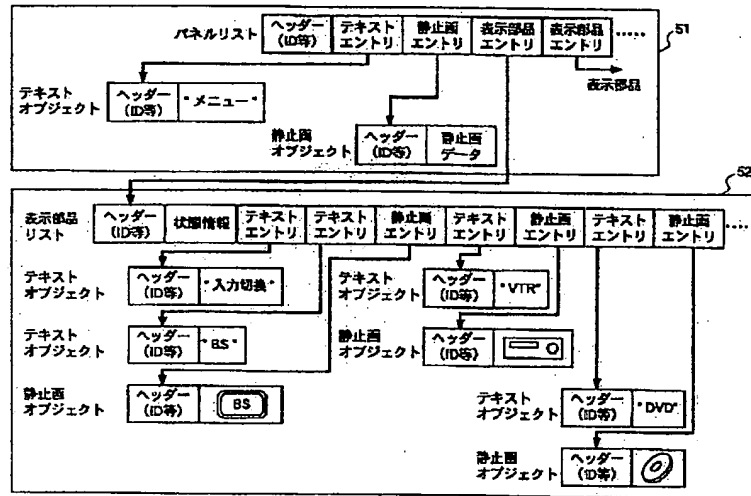 51
パネルリスト
ヘッダー
(ID等)
テキスト
エントリ
静止画
エントリ
表示部品
エントリ
表示部品
エントリ
‥‥‥
表示部品
テキスト
オブジェクト
ヘッダー
(ID等)
"メニュー"
静止画
オブジェクト
ヘッダー
(ID等)
静止画
データ
52
表示部品
リスト
ヘッダー
(ID等)
状態情報
テキスト
エントリ
テキスト
エントリ
静止画
エントリ
テキスト
エントリ
静止画
エントリ
テキスト
エントリ
静止画
エントリ
‥‥
テキスト
オブジェクト
ヘッダー
(ID等)
"入力切換"
テキスト
オブジェクト
ヘッダー
(ID等)
"VTR"
テキスト
オブジェクト
ヘッダー
(ID等)
"BS"
静止画
オブジェクト
ヘッダー
(ID等)
静止画
オブジェクト
ヘッダー
(ID等)
BS
テキスト
オブジェクト
ヘッダー
(ID等)
"DVD"
静止画
オブジェクト
ヘッダー
(ID等)